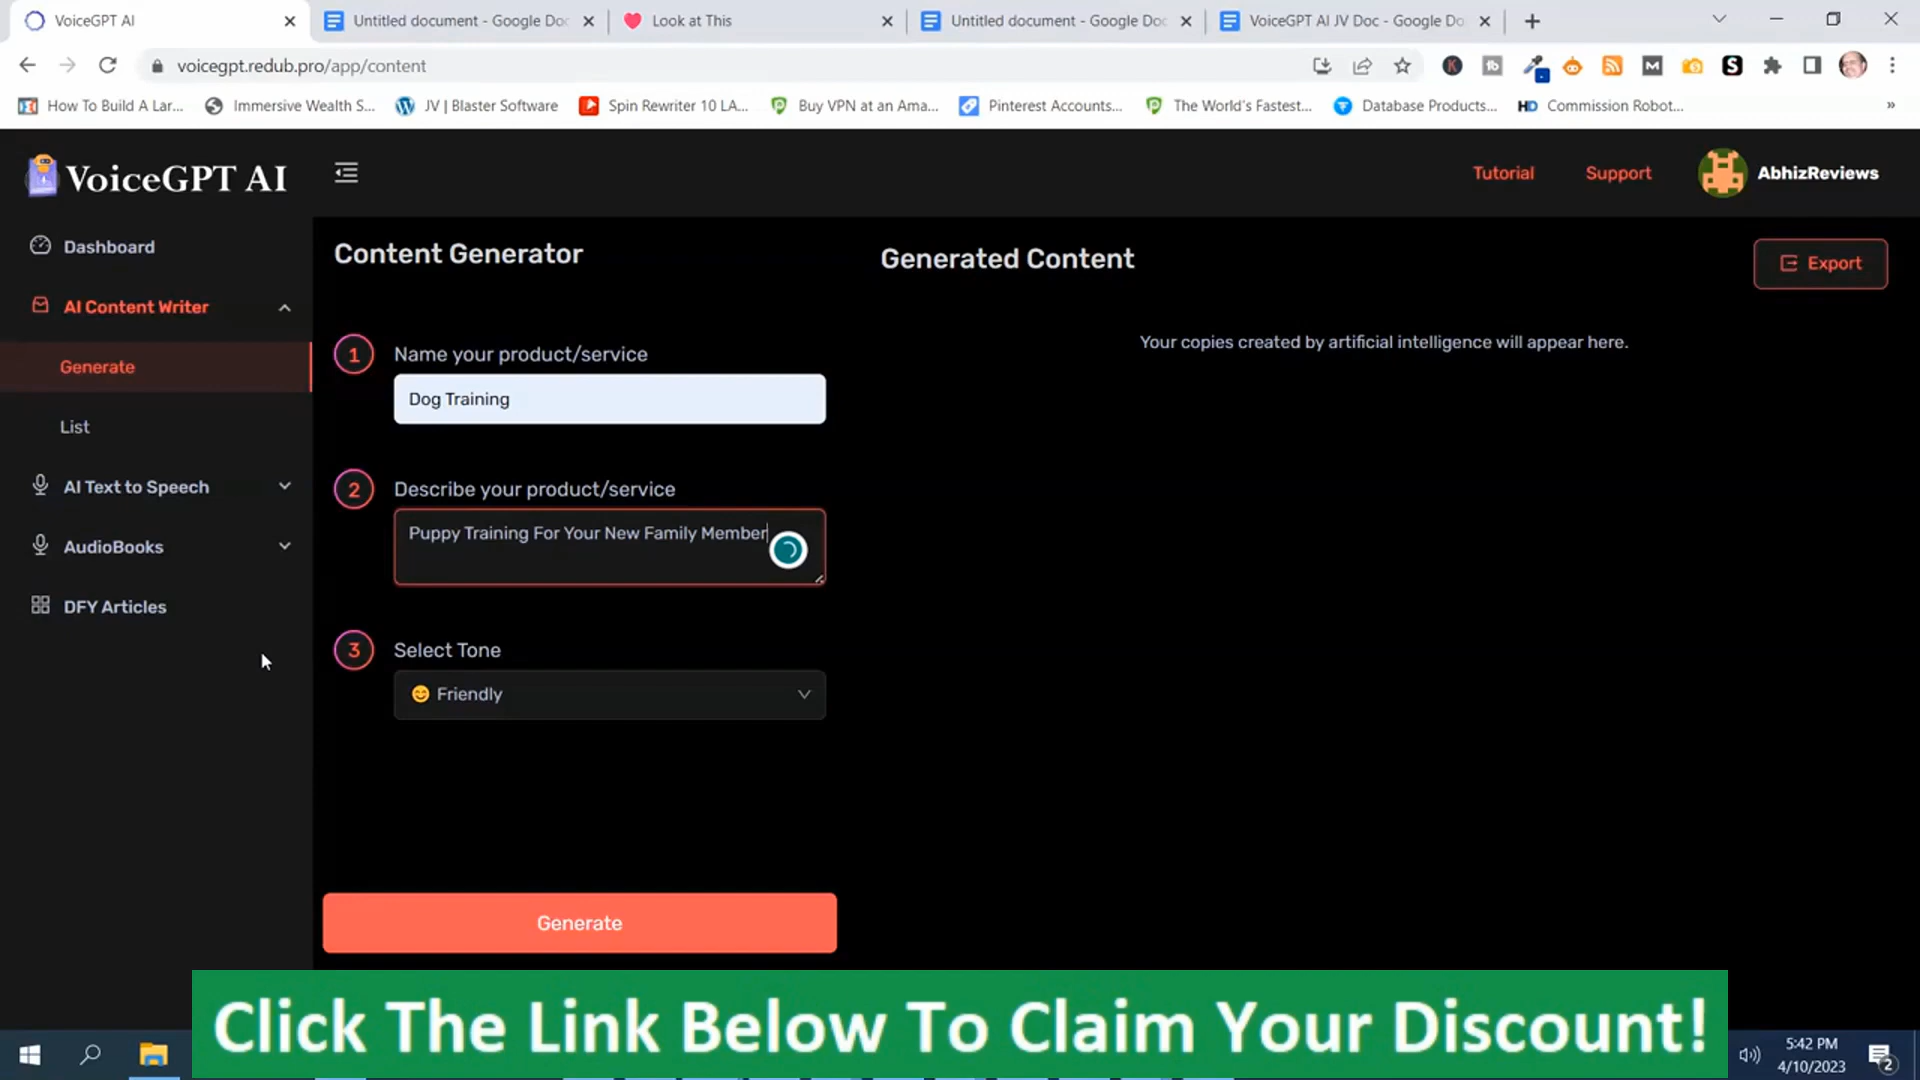 VoiceGPT AI
Untitled document - Google Doc
Look at This
Untitled document - Google Doc
VoiceGPT AI JV Doc - Google Do
voicegpt.redub.pro/app/content
How To Build A Lar...
Immersive Wealth S...
JV | Blaster Software
Spin Rewriter 10 LA...
Buy VPN at an Ama...
Pinterest Accounts...
The World's Fastest...
HD
Database Products...
Commission Robot...
»
VoiceGPT AI
Tutorial
Support
AbhizReviews
Dashboard
AI Content Writer
Generate
List
AI Text to Speech
AudioBooks
DFY Articles
Content Generator
1
Name your product/service
Dog Training
2
Describe your product/service
Puppy Training For Your New Family Member
3
Select Tone
😊 Friendly
Generate
Generated Content
Export
Your copies created by artificial intelligence will appear here.
Click The Link Below To Claim Your Discount!
5:42 PM
4/10/2023
2